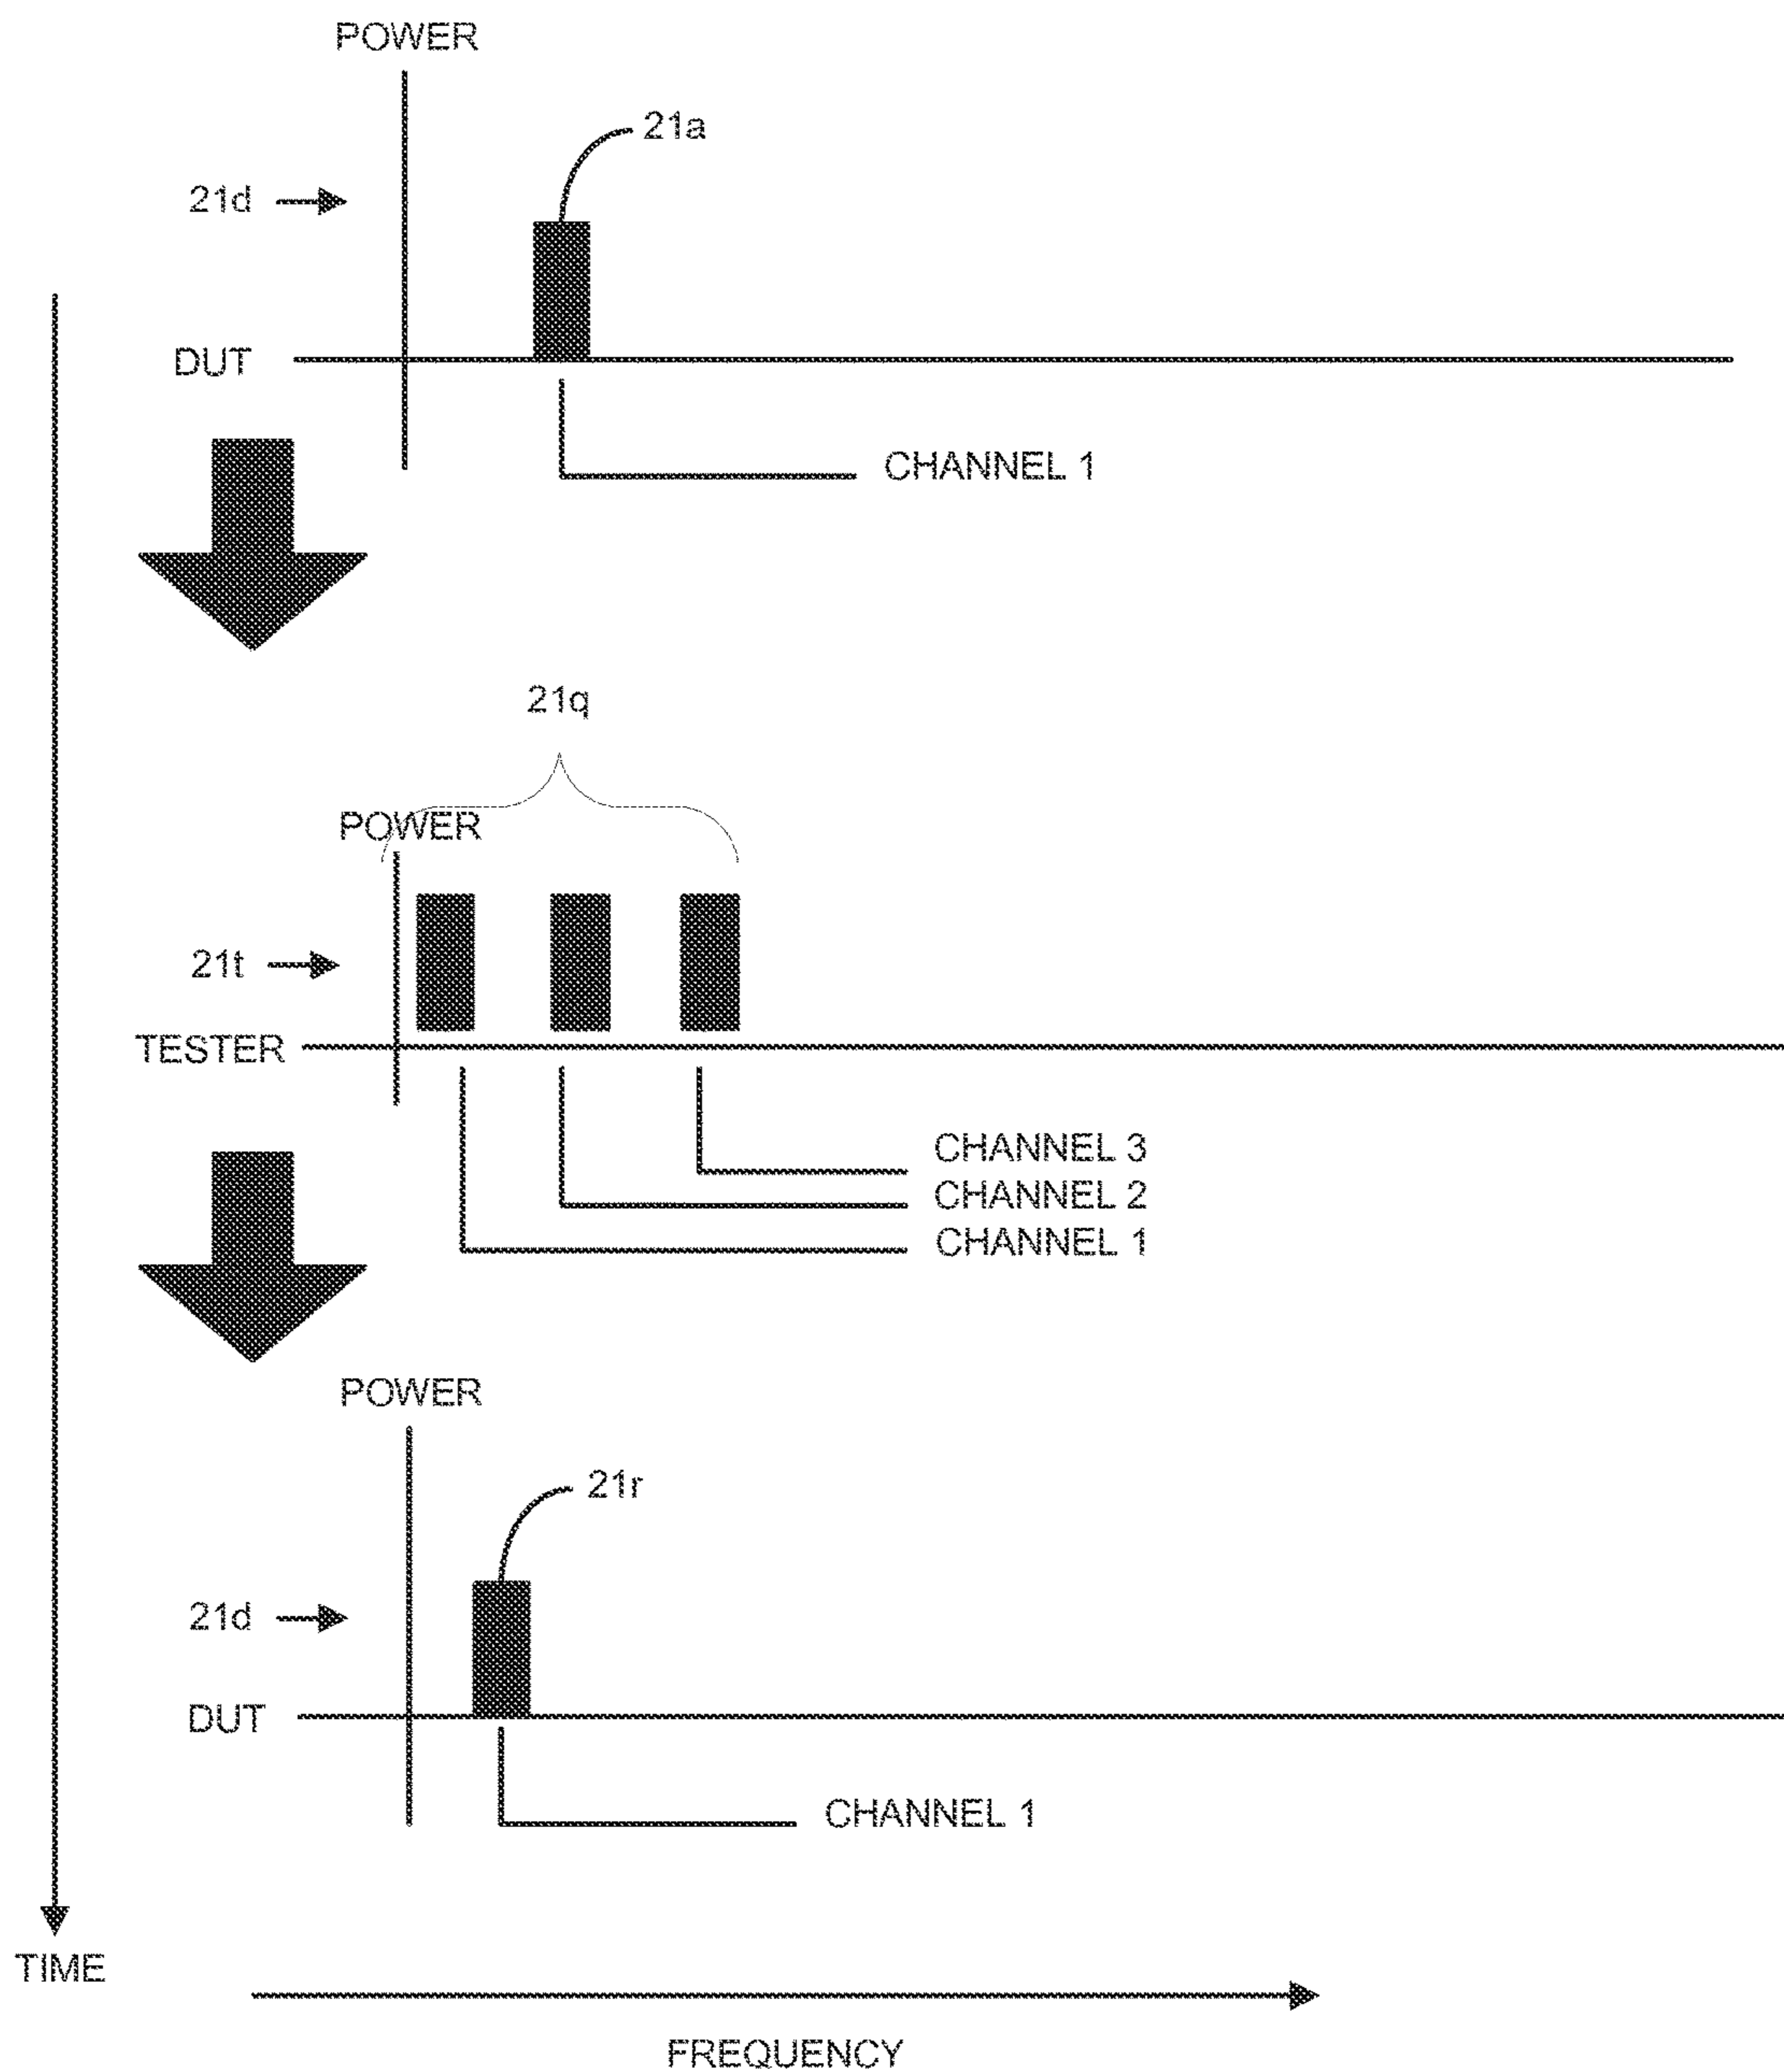 POWER
21a
21d
DUT
CHANNEL 1
21q
POWER
21t
TESTER
CHANNEL 3
CHANNEL 2
CHANNEL 1
POWER
21r
21d
DUT
CHANNEL 1
TIME
FREQUENCY